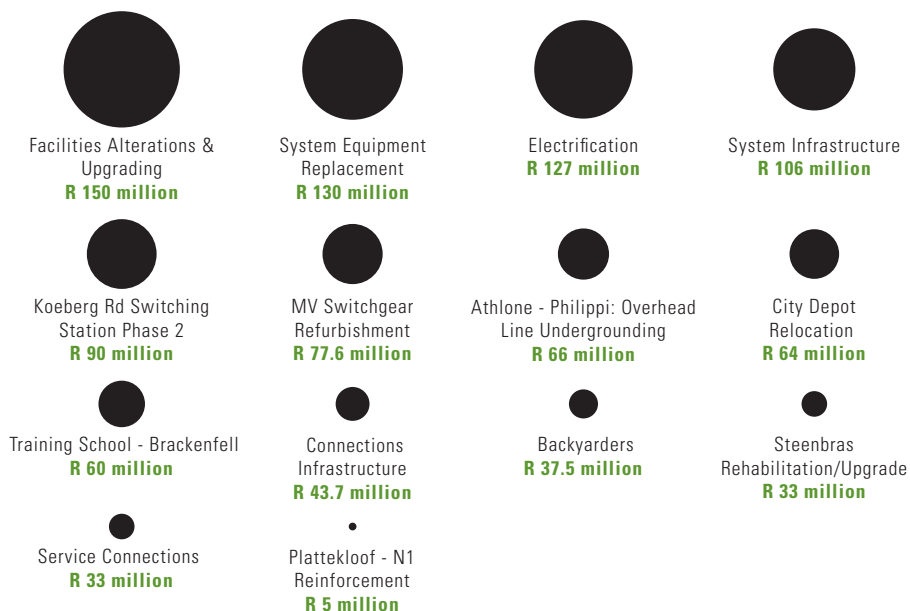 Facilities Alterations &
Upgrading
R 150 million
System Equipment
Replacement
R 130 million
Electrification
R 127 million
System Infrastructure
R 106 million
Koeberg Rd Switching
Station Phase 2
R 90 million
MV Switchgear
Refurbishment
R 77.6 million
Athlone - Philippi: Overhead
Line Undergrounding
R 66 million
City Depot
Relocation
R 64 million
Training School - Brackenfell
R 60 million
Connections
Infrastructure
R 43.7 million
Backyarders
R 37.5 million
Steenbras
Rehabilitation/Upgrade
R 33 million
Service Connections
R 33 million
Plattekloof - N1
Reinforcement
R 5 million